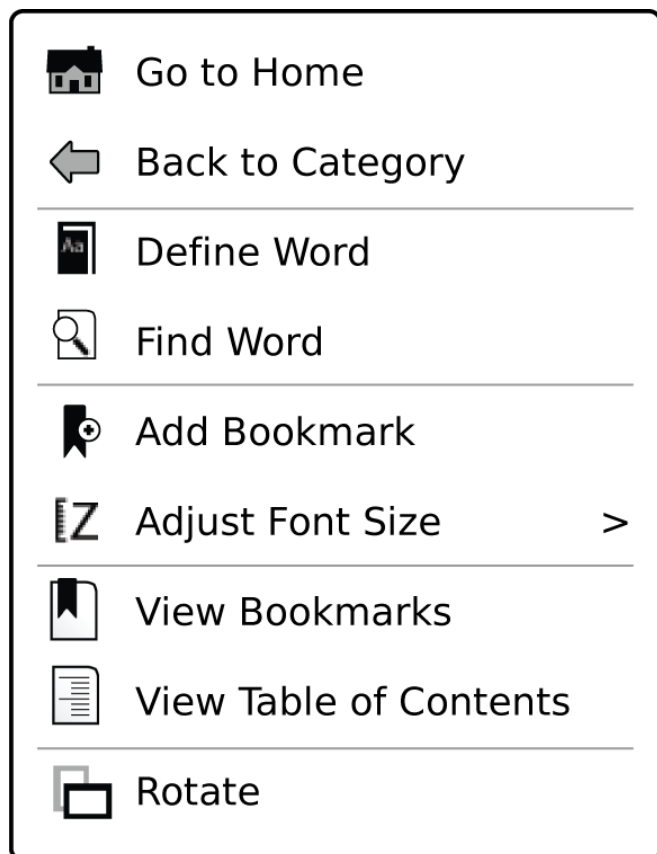 Go to Home
Back to Category
Aa
Define Word
Find Word
Add Bookmark
Adjust Font Size >
View Bookmarks
View Table of Contents
Rotate